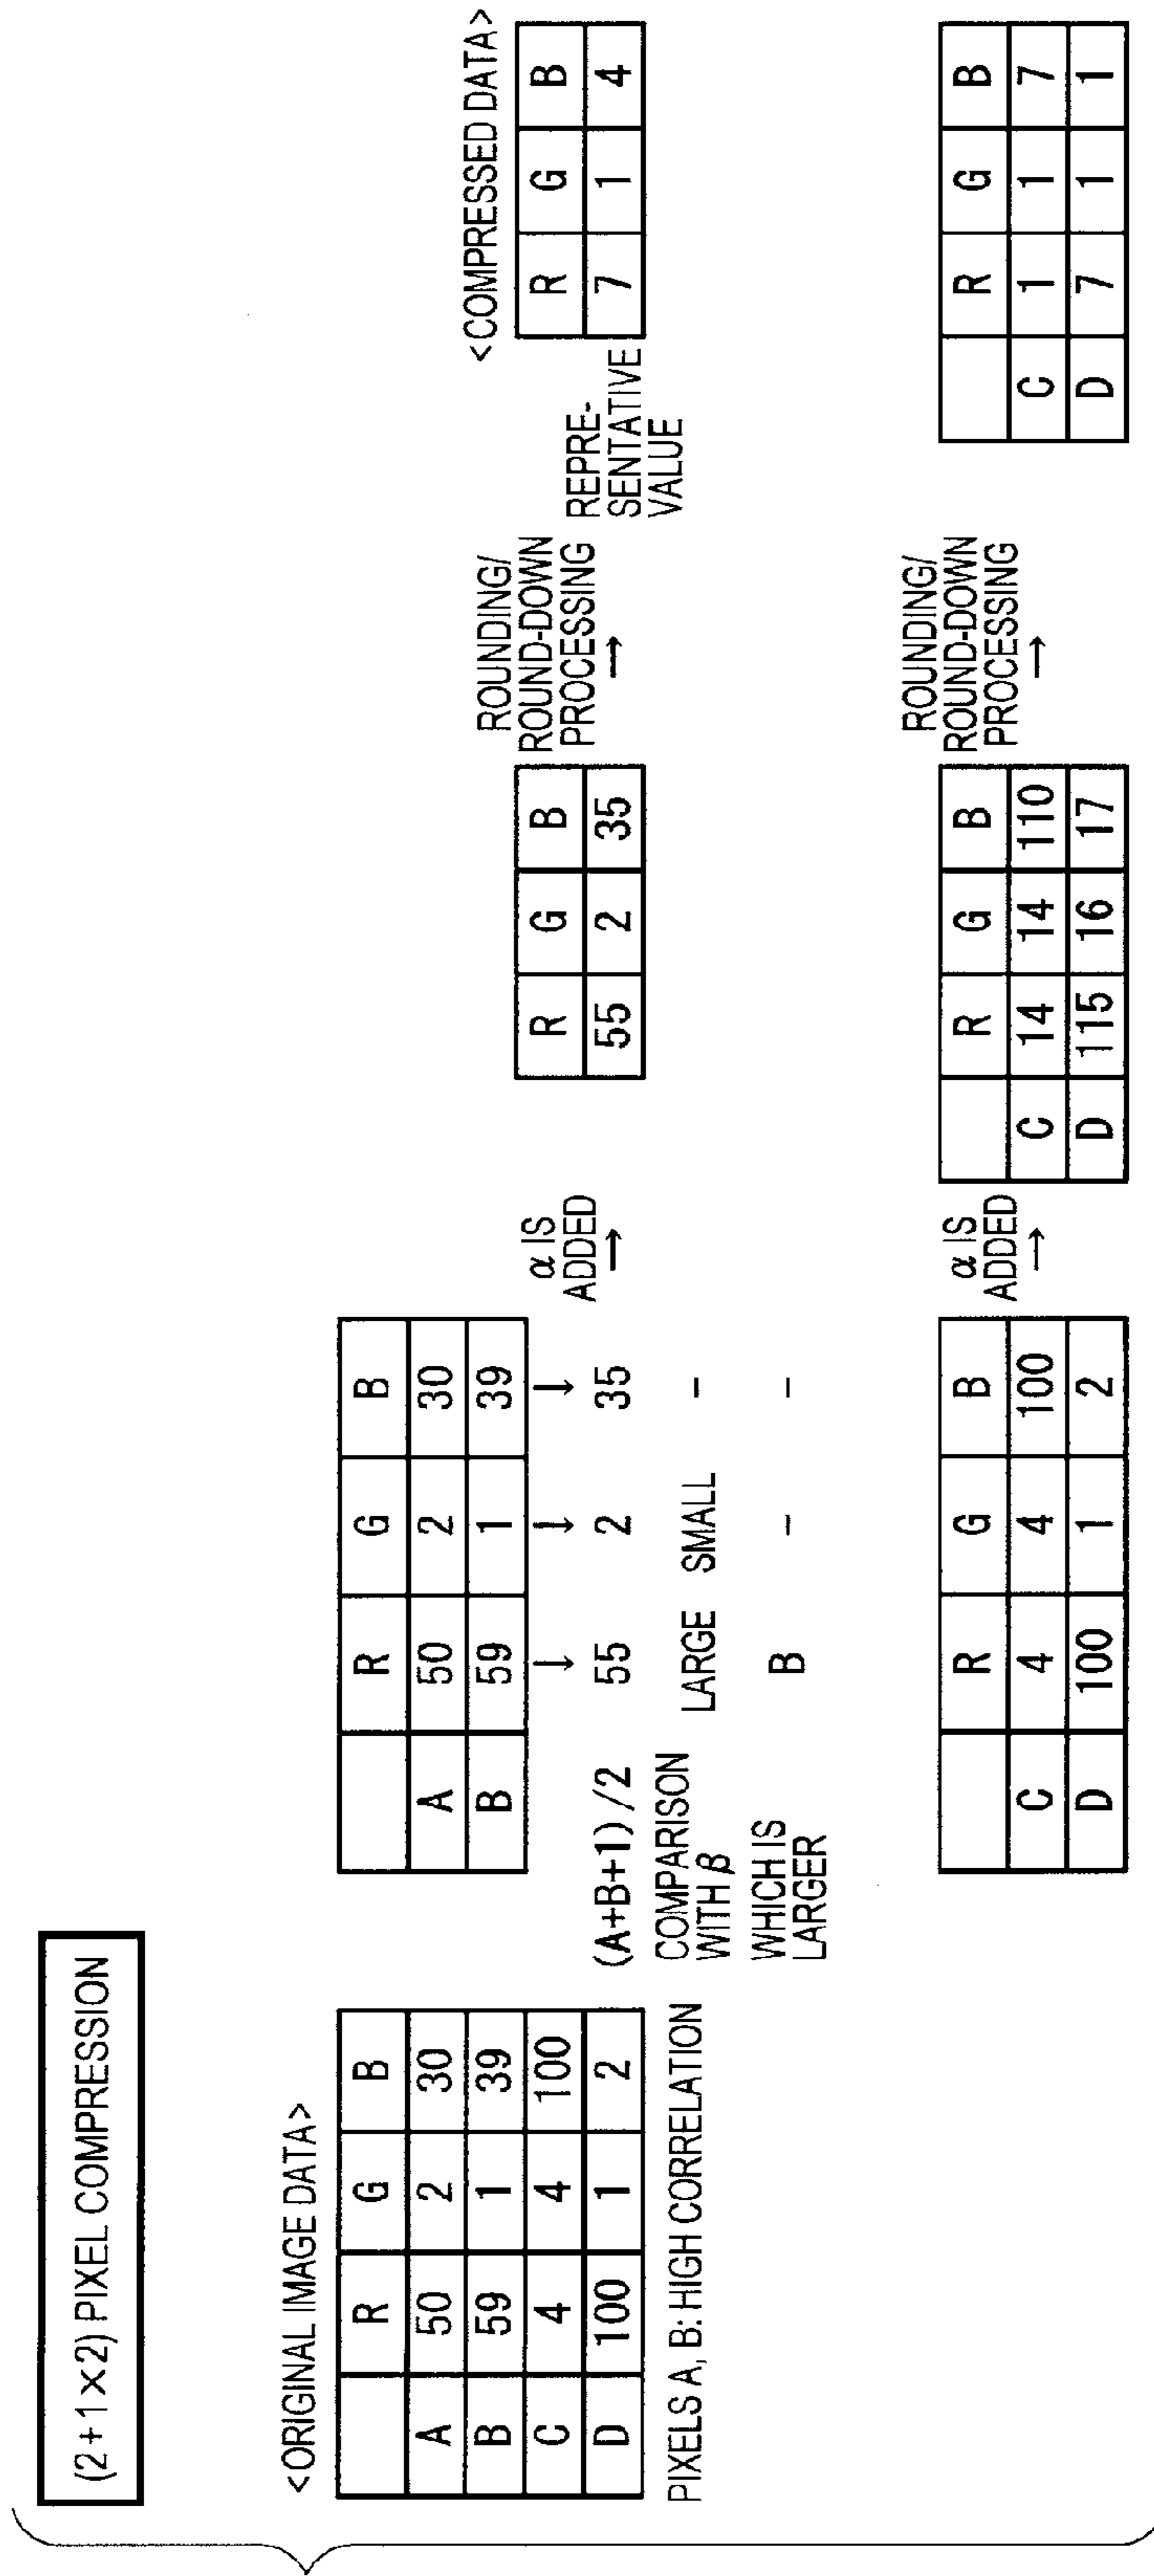 (2+1×2) PIXEL COMPRESSION
<ORIGINAL IMAGE DATA>
R G B
A 50 2 30
B 59 1 39
C 4 4 100
D 100 1 2
PIXELS A, B: HIGH CORRELATION
R G B
A 50 2 30
B 59 1 39
↓ ↓ ↓
(A+B+1)/2 55 2 35
COMPARISON
WITH β
LARGE SMALL –
WHICH IS
LARGER
B – –
α IS
ADDED
→
R G B
55 2 35
ROUNDING/
ROUND-DOWN
PROCESSING
→
REPRE-
SENTATIVE
VALUE
<COMPRESSED DATA>
R G B
7 1 4
R G B
C 4 4 100
D 100 1 2
α IS
ADDED
→
R G B
C 14 14 110
D 115 16 17
ROUNDING/
ROUND-DOWN
PROCESSING
→
R G B
C 1 1 7
D 7 1 1